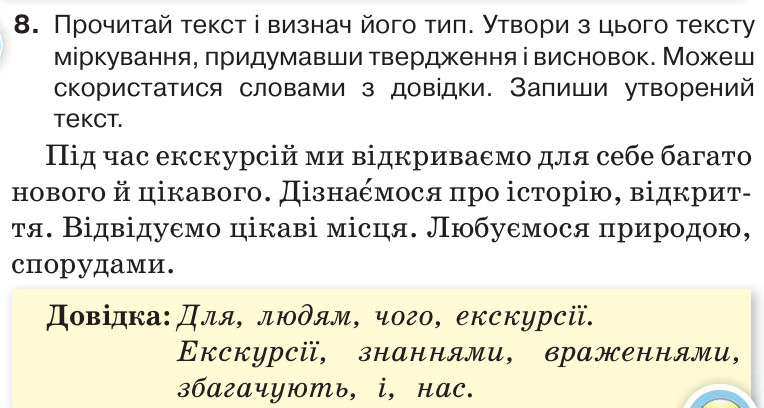 8. Прочитай текст і визнач його тип. Утвори з цього тексту
міркування, придумавши твердження і висновок. Можеш
скористатися словами з довідки. Запиши утворений
текст.
Під час екскурсій ми відкриваємо для себе багато
нового й цікавого. Дізнає́мося про історію, відкрит-
тя. Відвідуємо цікаві місця. Любуємося природою,
спорудами.
Довідка: Для, людям, чого, екскурсії.
Екскурсії, знаннями, враженнями,
збагачують, і, нас.